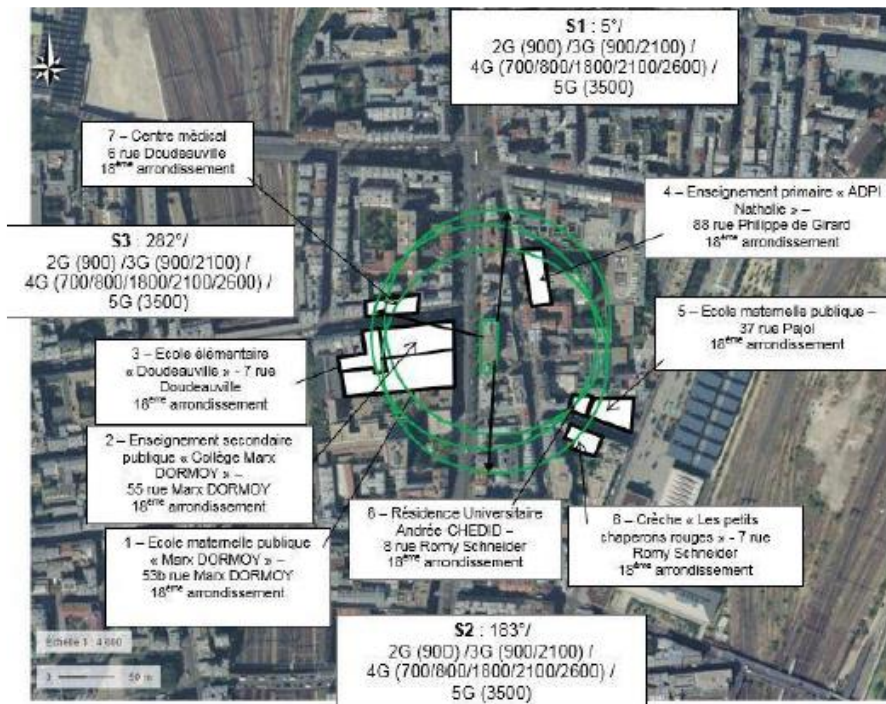 S1 : 5°/
2G (900) /3G (900/2100) /
4G (700/800/1800/2100/2600) /
5G (3500)
7 – Centre médical
6 rue Doudeauville
18ème arrondissement
4 – Enseignement primaire « ADPI
Nathalie » –
88 rue Philippe de Girard
18ème arrondissement
S3 : 282°/
2G (900) /3G (900/2100) /
4G (700/800/1800/2100/2600) /
5G (3500)
5 – Ecole maternelle publique –
37 rue Pajol
18ème arrondissement
3 – Ecole élémentaire
« Doudeauville » - 7 rue
Doudeauville
18ème arrondissement
2 – Enseignement secondaire
publique « Collège Marx
DORMOY » –
55 rue Marx DORMOY
18ème arrondissement
8 – Résidence Universitaire
Andrée CHEDID –
8 rue Romy Schneider
18ème arrondissement
6 – Crèche « Les petits
chaperons rouges » - 7 rue
Romy Schneider
18ème arrondissement
1 – Ecole maternelle publique
« Marx DORMOY » –
53b rue Marx DORMOY
18ème arrondissement
S2 : 183°/
2G (900) /3G (900/2100) /
4G (700/800/1800/2100/2600) /
5G (3500)
Echelle 1 : 4 000
0 50 m